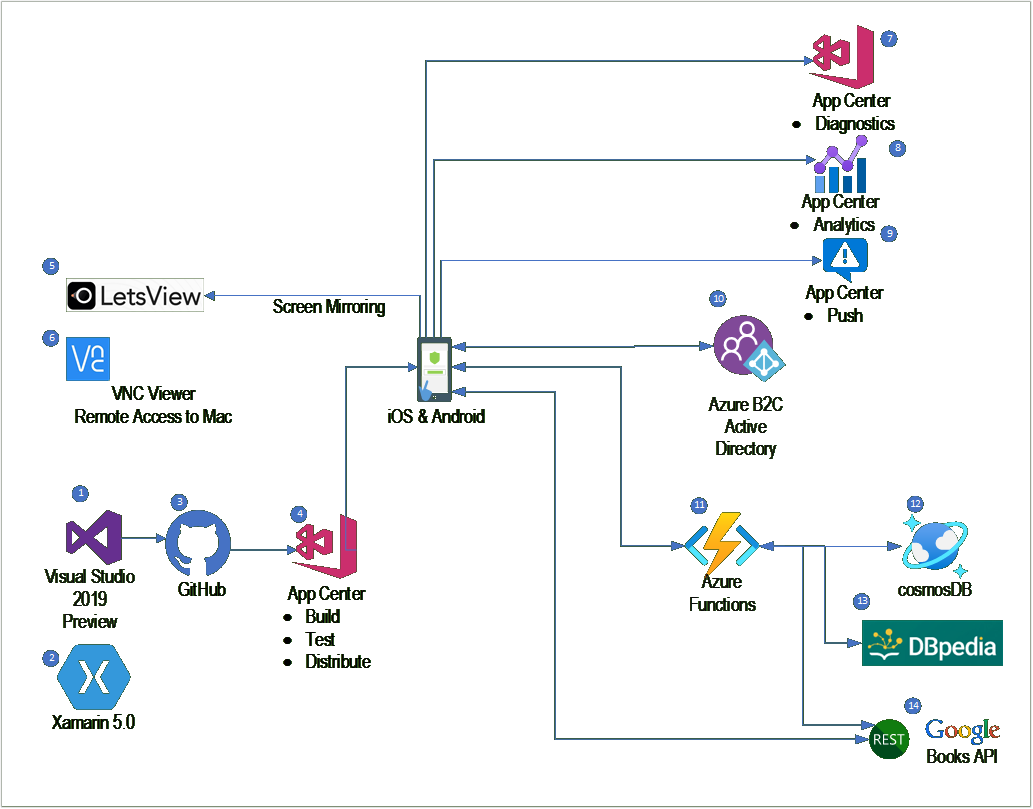 7
App Center
• Diagnostics
8
App Center
• Analytics
9
App Center
• Push
5
LetsView
Screen Mirroring
6
VNC
VNC Viewer
Remote Access to Mac
iOS & Android
10
Azure B2C
Active
Directory
1
Visual Studio
2019
Preview
3
GitHub
4
App Center
• Build
• Test
• Distribute
2
Xamarin 5.0
11
Azure
Functions
12
cosmosDB
13
DBpedia
14
REST
Google
Books API